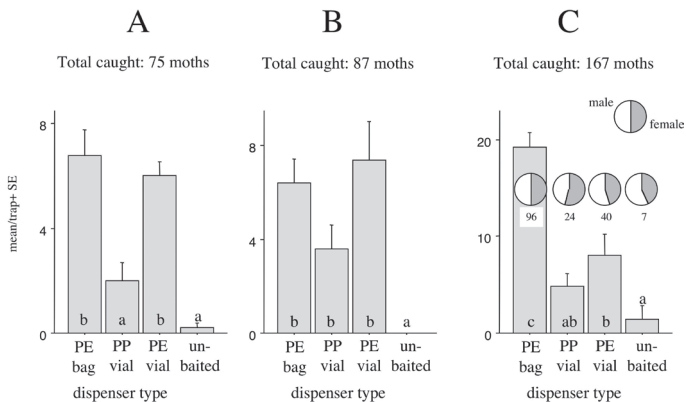 A
Total caught: 75 moths
mean/trap+ SE
8
4
0
b
a
b
a
PE bag
PP vial
PE vial
un-baited
dispenser type
B
Total caught: 87 moths
8
4
0
b
b
b
a
PE bag
PP vial
PE vial
un-baited
dispenser type
C
Total caught: 167 moths
male
female
20
10
0
96
24
40
7
c
ab
b
a
PE bag
PP vial
PE vial
un-baited
dispenser type